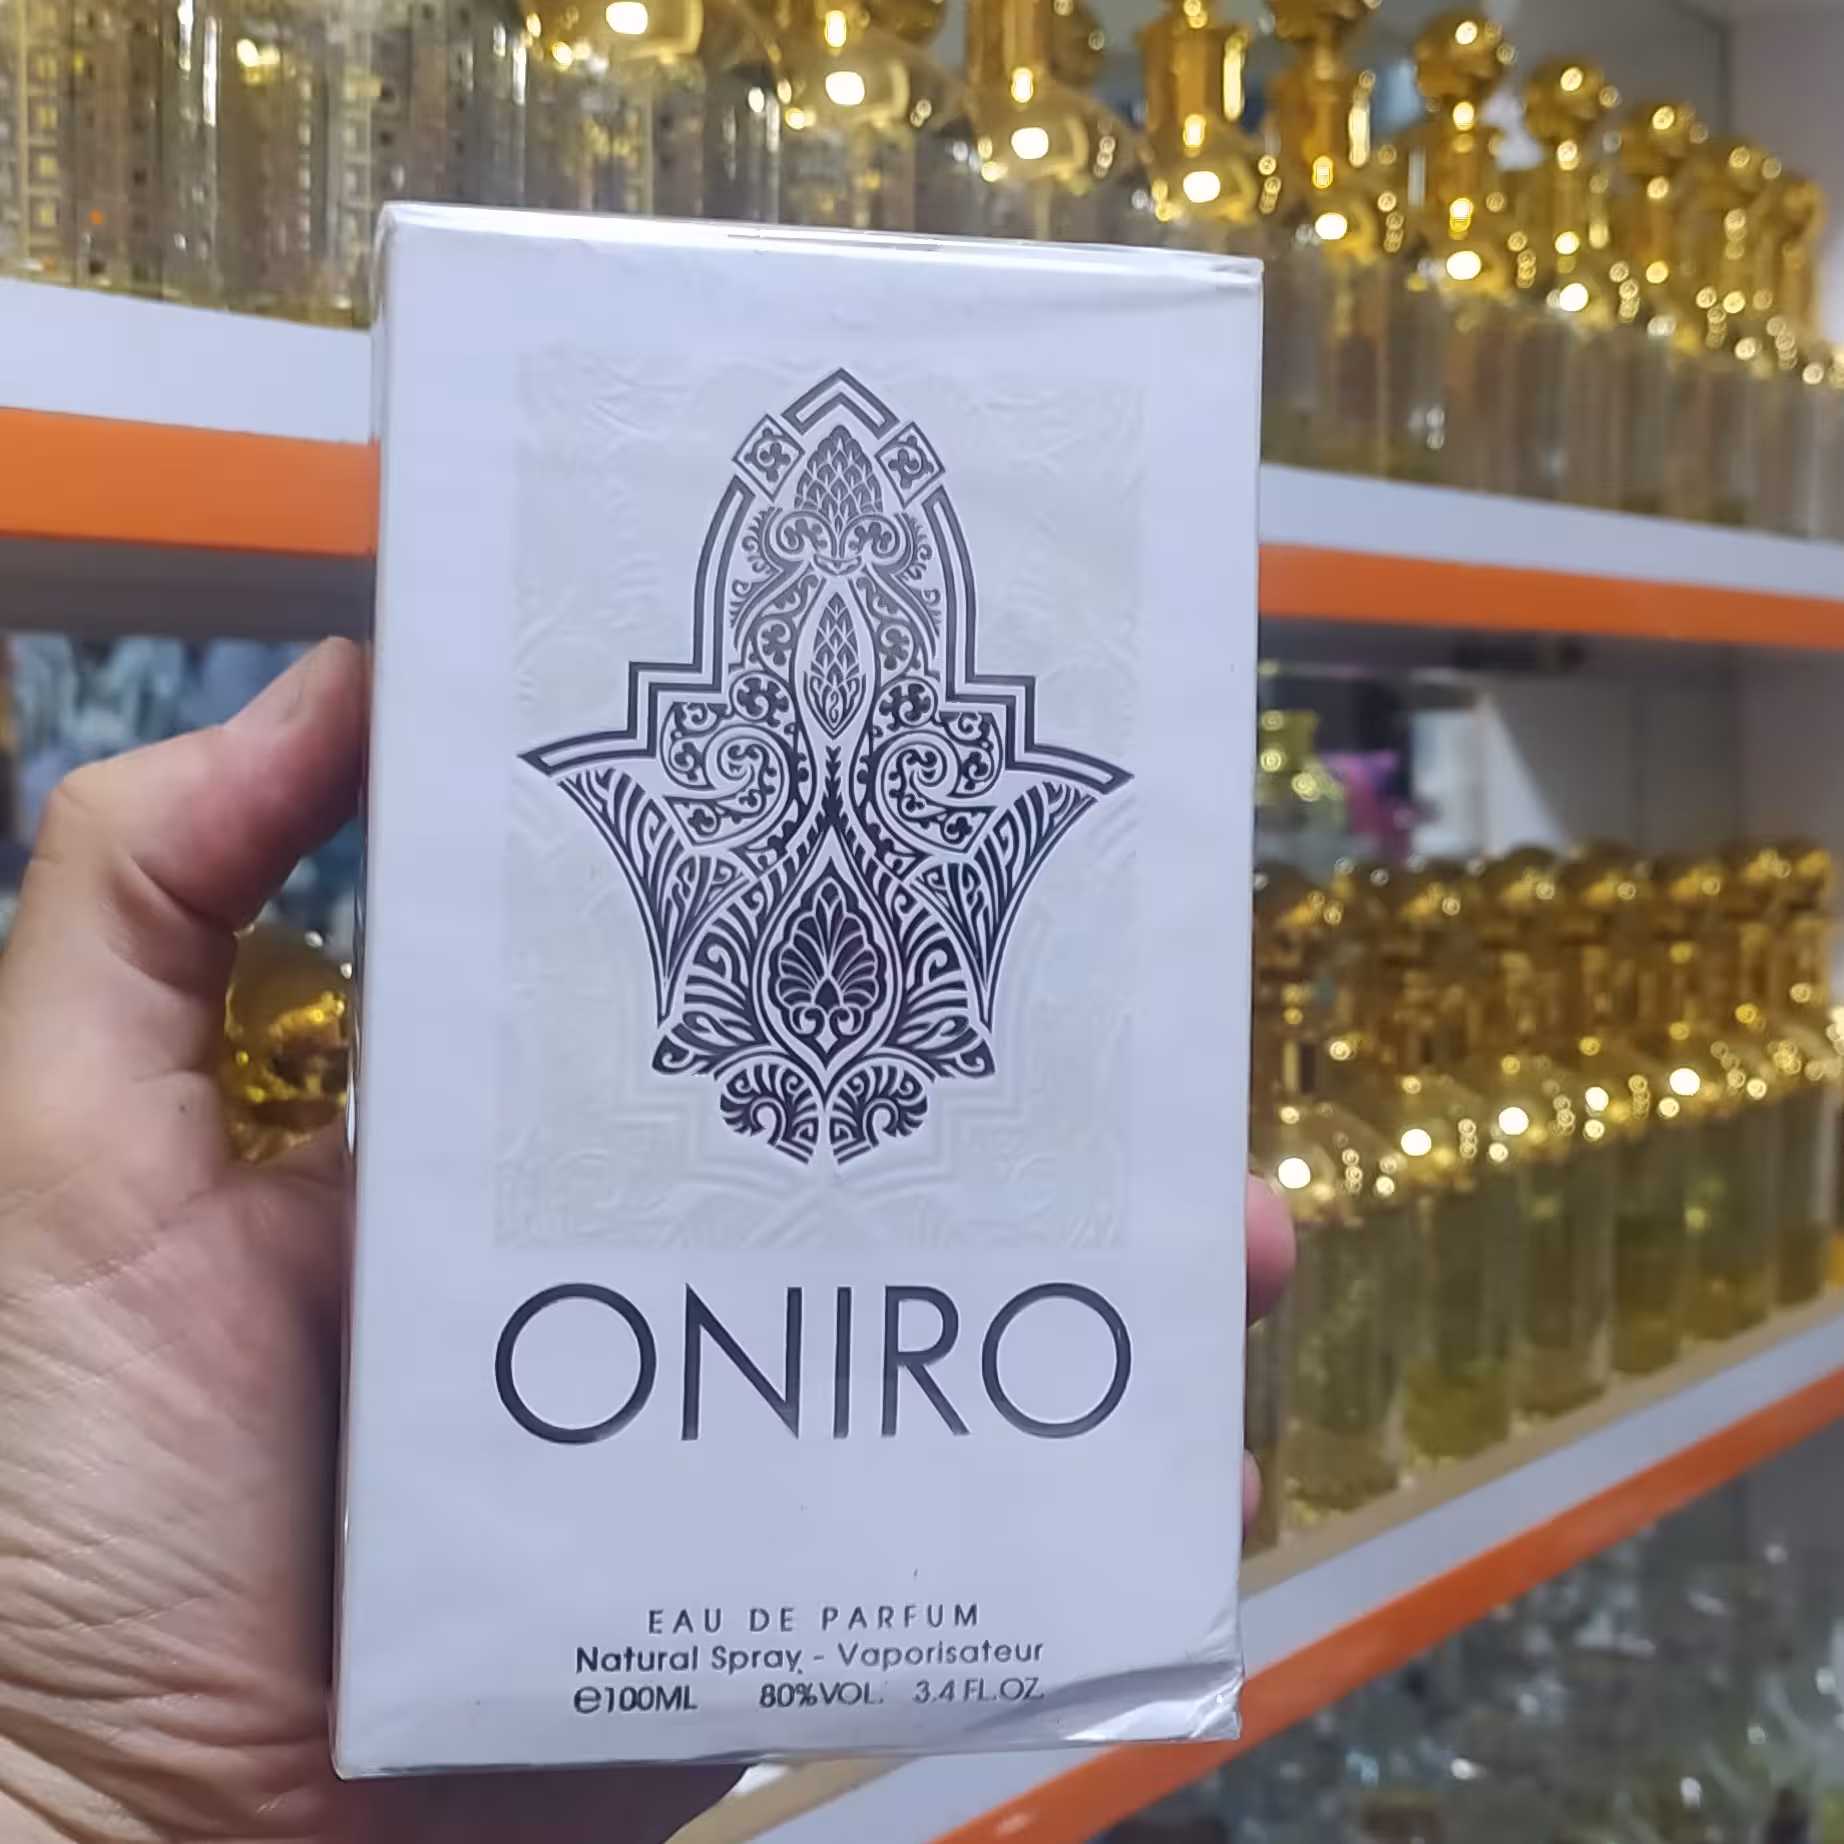 ONIRO
EAU DE PARFUM
Natural Spray - Vaporisateur
℮100ML 80%VOL. 3.4 FL.OZ.